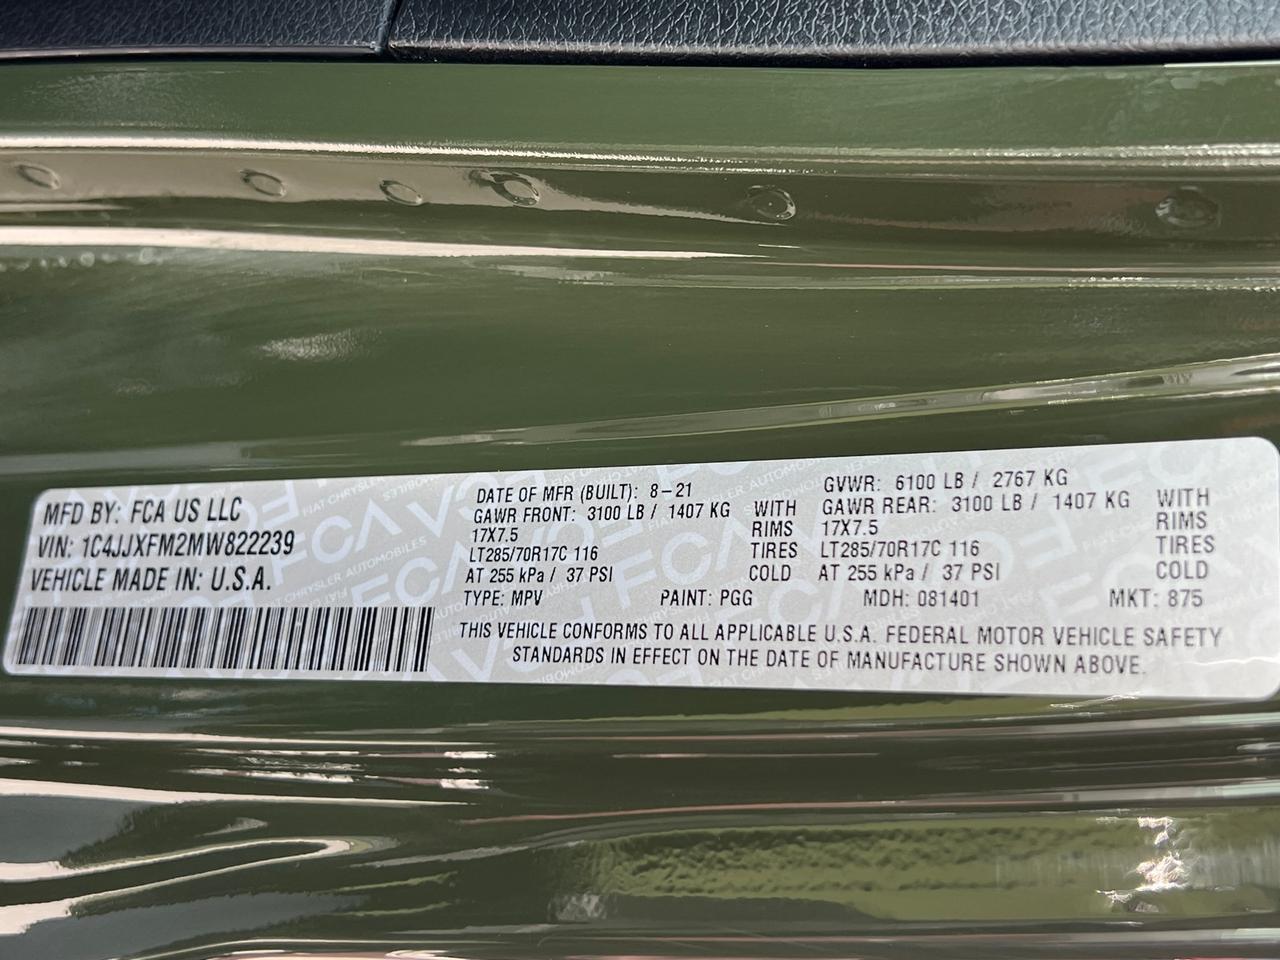 MFD BY: FCA US LLC
VIN: 1C4JJXFM2MW822239
VEHICLE MADE IN: U.S.A.
DATE OF MFR (BUILT): 8-21
GAWR FRONT: 3100 LB / 1407 KG WITH
17X7.5 RIMS
LT285/70R17C 116 TIRES
AT 255 kPa / 37 PSI COLD
GVWR: 6100 LB / 2767 KG
GAWR REAR: 3100 LB / 1407 KG WITH
17X7.5 RIMS
LT285/70R17C 116 TIRES
AT 255 kPa / 37 PSI COLD
TYPE: MPV PAINT: PGG MDH: 081401 MKT: 875
THIS VEHICLE CONFORMS TO ALL APPLICABLE U.S.A. FEDERAL MOTOR VEHICLE SAFETY
STANDARDS IN EFFECT ON THE DATE OF MANUFACTURE SHOWN ABOVE.